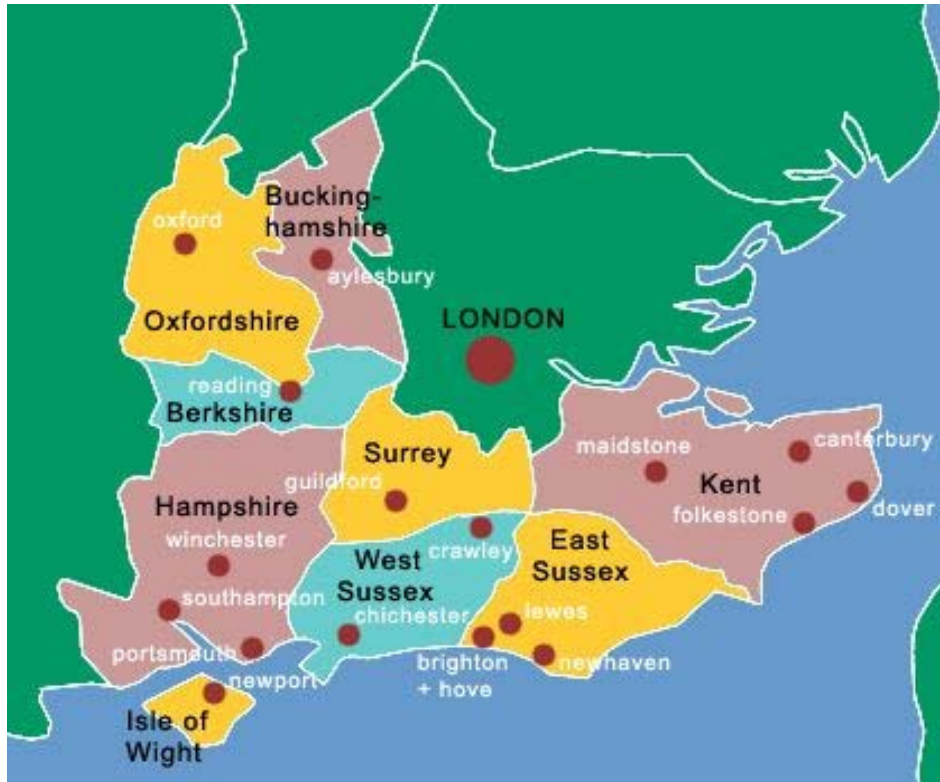 Bucking-
hamshire
oxford
aylesbury
Oxfordshire
LONDON
reading
Berkshire
Surrey
maidstone
canterbury
guildford
Kent
Hampshire
folkestone
dover
winchester
crawley
West
Sussex
East
Sussex
southampton
chichester
lewes
portsmouth
brighton
+ hove
newhaven
newport
Isle of
Wight